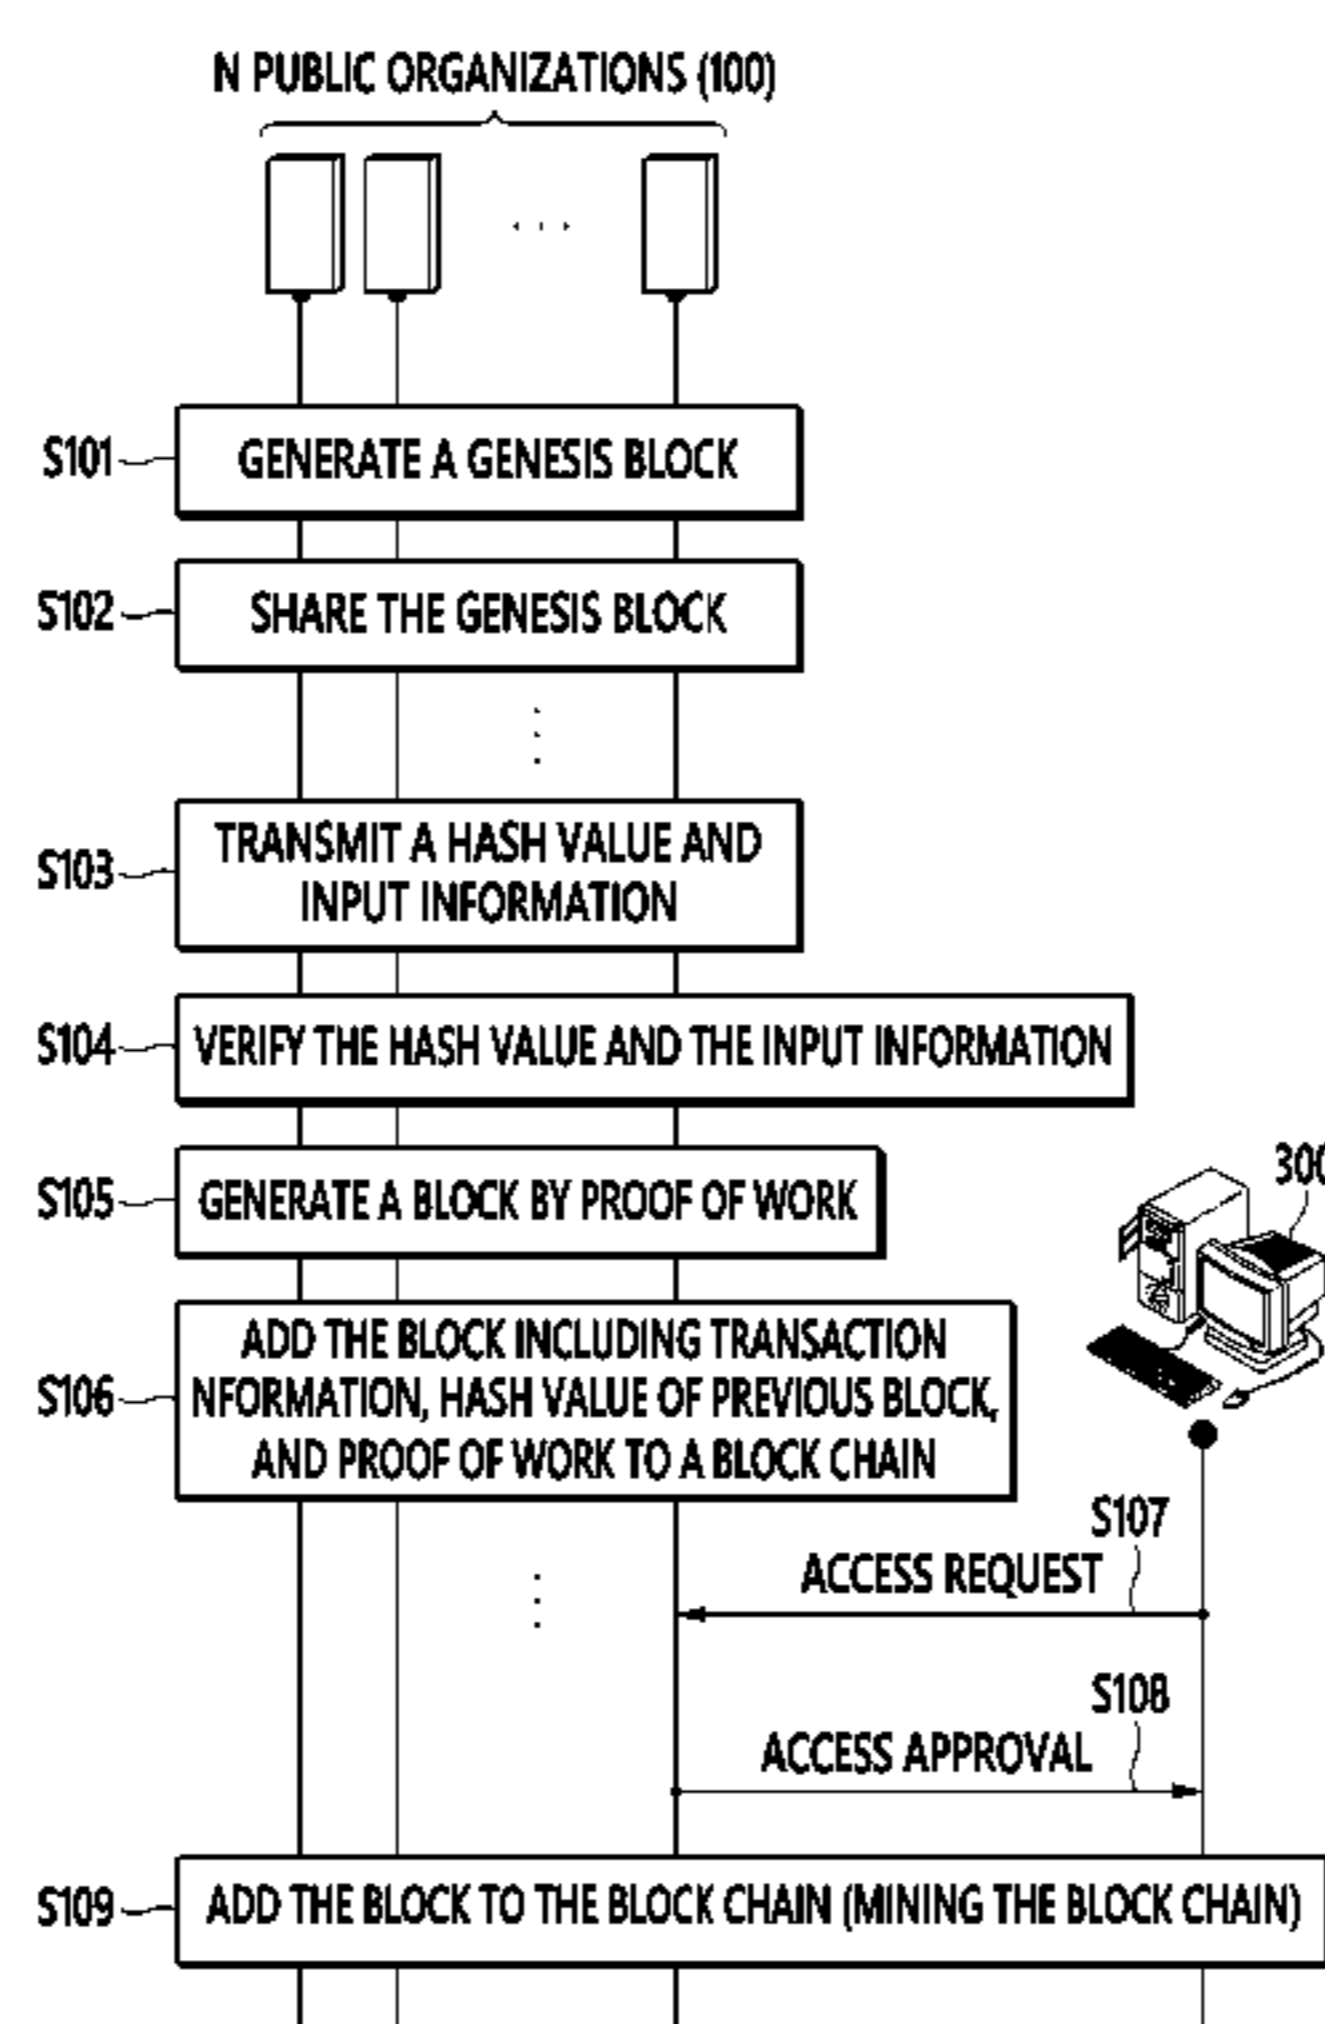 N PUBLIC ORGANIZATIONS (100)
S101
GENERATE A GENESIS BLOCK
S102
SHARE THE GENESIS BLOCK
S103
TRANSMIT A HASH VALUE AND
INPUT INFORMATION
S104
VERIFY THE HASH VALUE AND THE INPUT INFORMATION
S105
GENERATE A BLOCK BY PROOF OF WORK
300
S106
ADD THE BLOCK INCLUDING TRANSACTION
NFORMATION, HASH VALUE OF PREVIOUS BLOCK,
AND PROOF OF WORK TO A BLOCK CHAIN
S107
ACCESS REQUEST
S108
ACCESS APPROVAL
S109
ADD THE BLOCK TO THE BLOCK CHAIN (MINING THE BLOCK CHAIN)